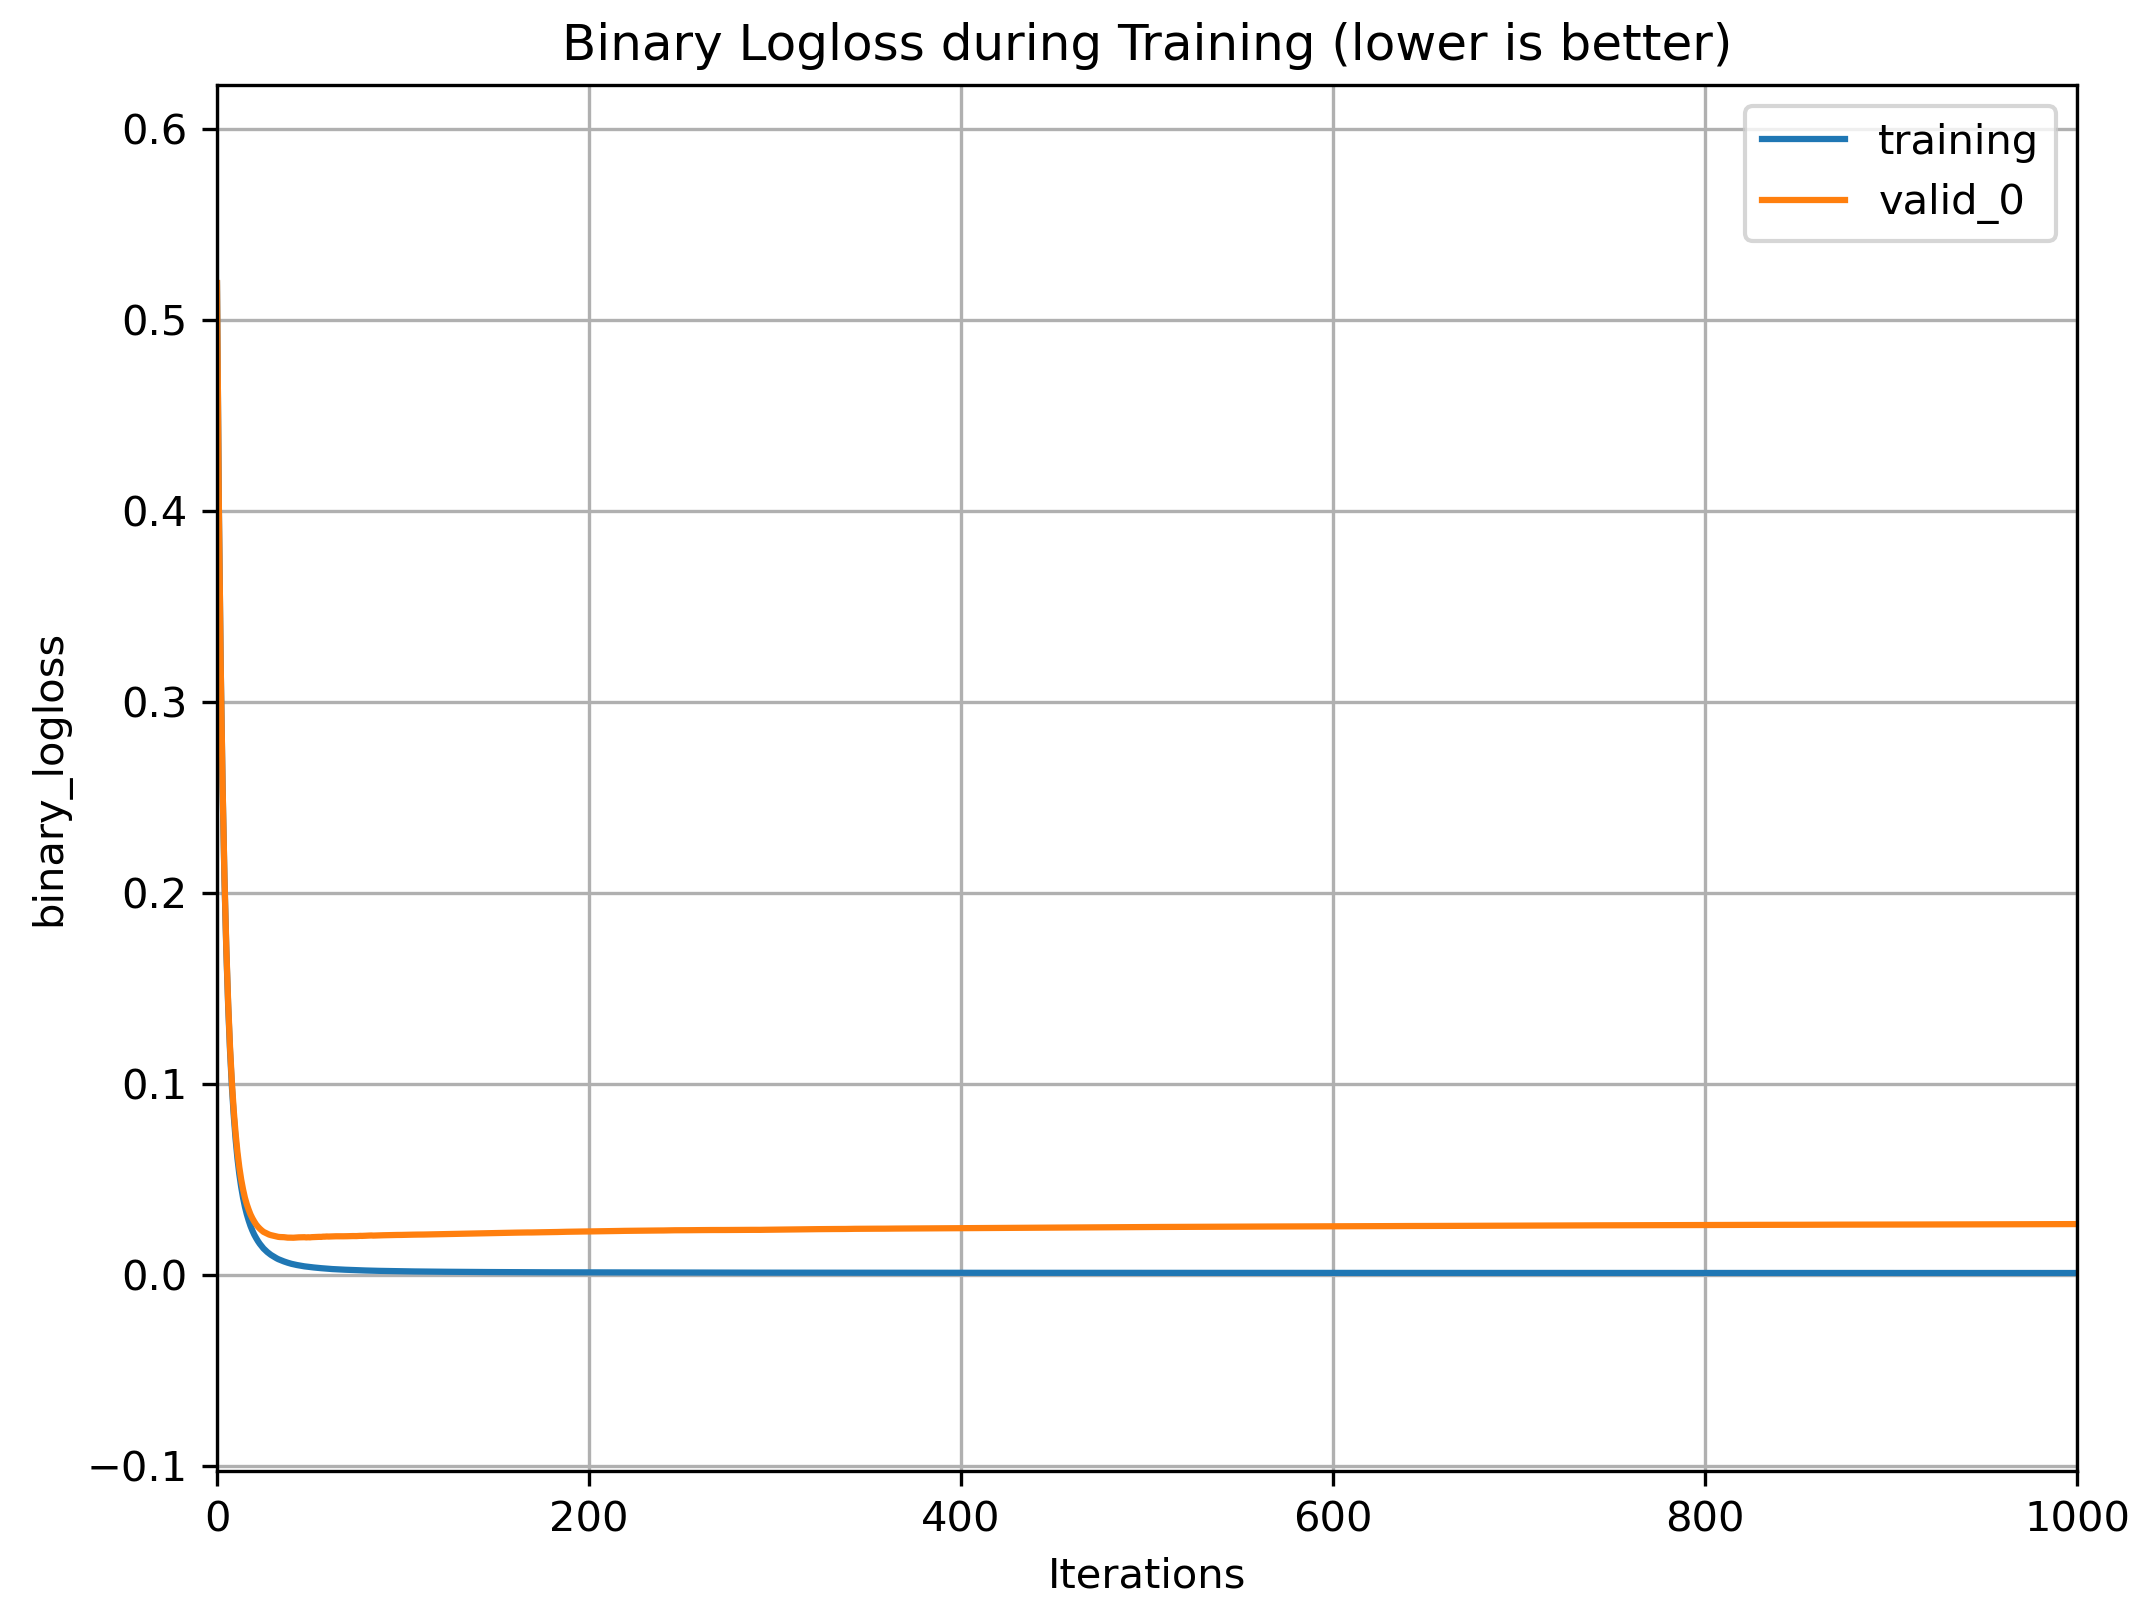 Binary Logloss during Training (lower is better)
training
valid_0
0.6
0.5
0.4
0.3
0.2
0.1
0.0
−0.1
binary_logloss
0 200 400 600 800 1000
Iterations